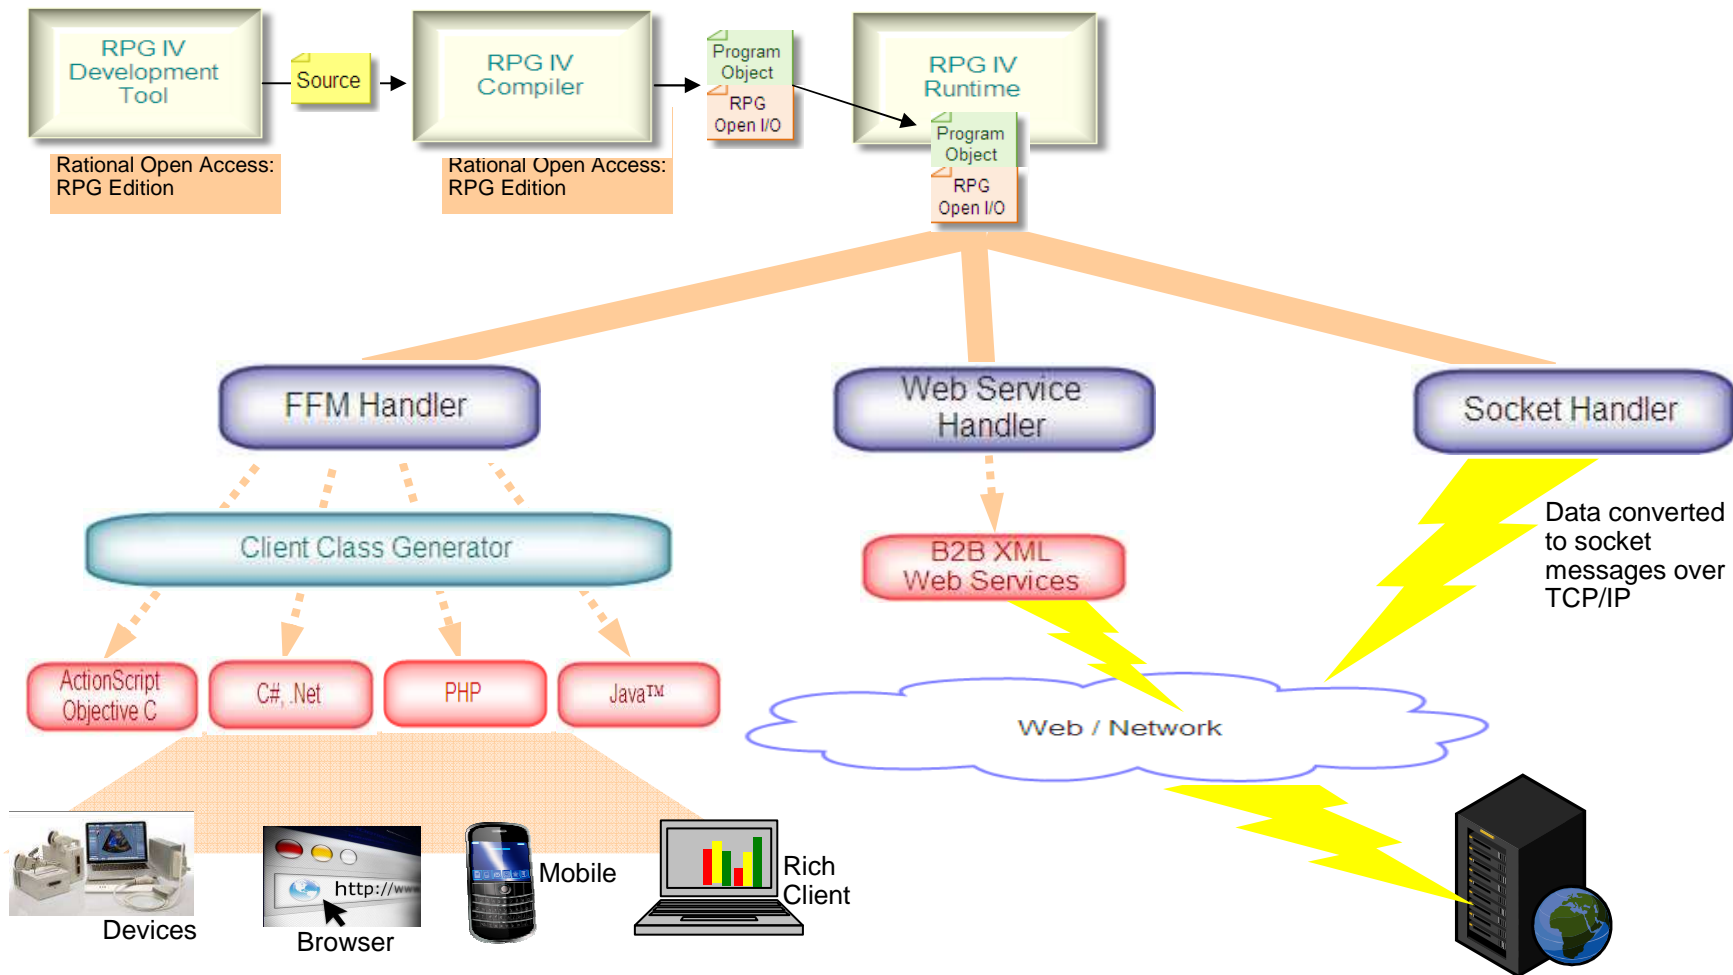 RPG IV
Development
Tool
Source
RPG IV
Compiler
Program
Object
RPG
Open I/O
RPG IV
Runtime
Program
Object
RPG
Open I/O
Rational Open Access:
RPG Edition
Rational Open Access:
RPG Edition
FFM Handler
Web Service
Handler
Socket Handler
Client Class Generator
B2B XML
Web Services
Data converted
to socket
messages over
TCP/IP
ActionScript
Objective C
C#, .Net
PHP
Java™
Web / Network
http://www
Devices
Browser
Mobile
Rich
Client